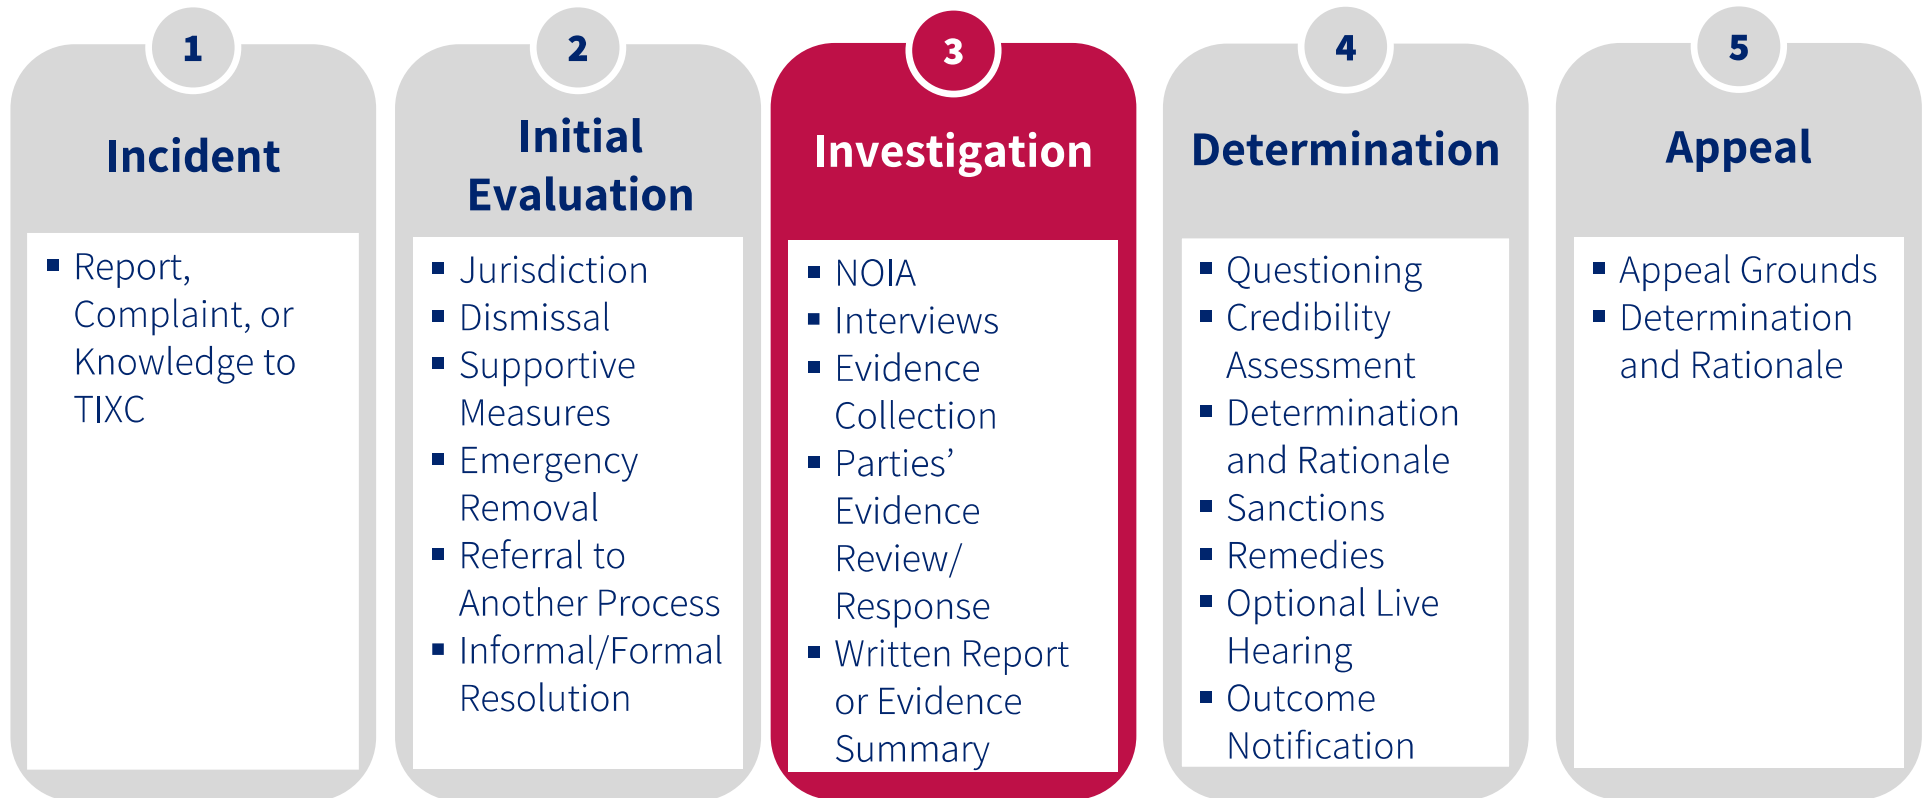 1
Incident
▪ Report,
Complaint, or
Knowledge to
TIXC
2
Initial
Evaluation
▪ Jurisdiction
▪ Dismissal
▪ Supportive
Measures
▪ Emergency
Removal
▪ Referral to
Another Process
▪ Informal/Formal
Resolution
3
Investigation
▪ NOIA
▪ Interviews
▪ Evidence
Collection
▪ Parties’
Evidence
Review/
Response
▪ Written Report
or Evidence
Summary
4
Determination
▪ Questioning
▪ Credibility
Assessment
▪ Determination
and Rationale
▪ Sanctions
▪ Remedies
▪ Optional Live
Hearing
▪ Outcome
Notification
5
Appeal
▪ Appeal Grounds
▪ Determination
and Rationale